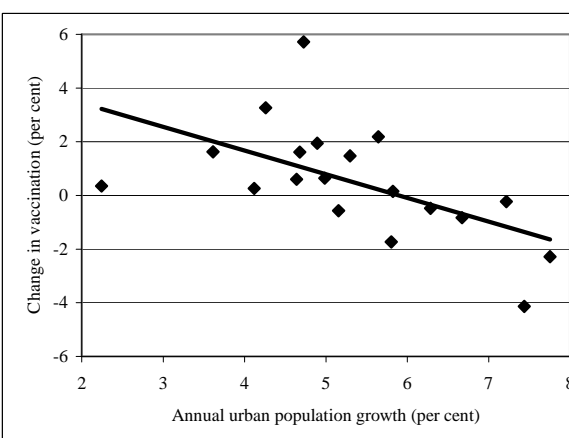 6
4
2
0
-2
-4
-6
2 3 4 5 6 7 8
Change in vaccination (per cent)
Annual urban population growth (per cent)